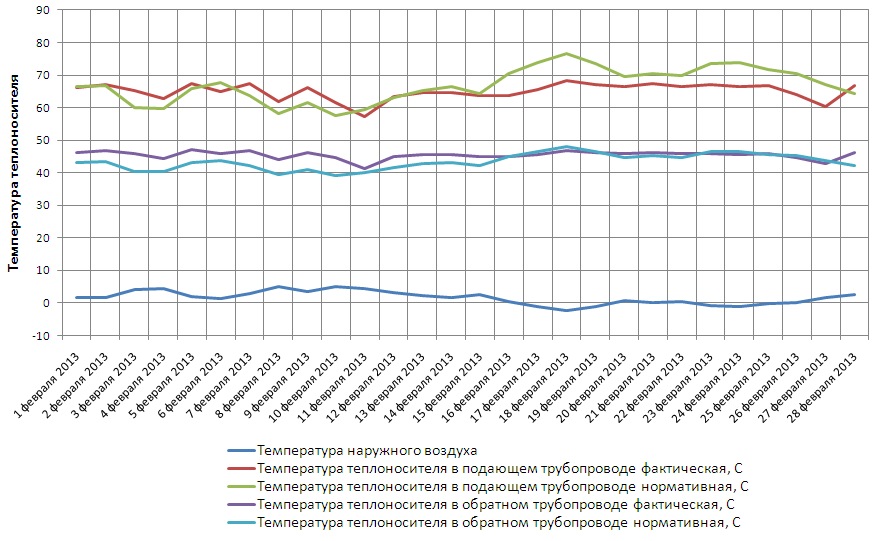 90
80
70
60
50
40
30
20
10
0
-10
Температура теплоносителя
1 февраля 2013
2 февраля 2013
3 февраля 2013
4 февраля 2013
5 февраля 2013
6 февраля 2013
7 февраля 2013
8 февраля 2013
9 февраля 2013
10 февраля 2013
11 февраля 2013
12 февраля 2013
13 февраля 2013
14 февраля 2013
15 февраля 2013
16 февраля 2013
17 февраля 2013
18 февраля 2013
19 февраля 2013
20 февраля 2013
21 февраля 2013
22 февраля 2013
23 февраля 2013
24 февраля 2013
25 февраля 2013
26 февраля 2013
27 февраля 2013
28 февраля 2013
Температура наружного воздуха
Температура теплоносителя в подающем трубопроводе фактическая, С
Температура теплоносителя в подающем трубопроводе нормативная, С
Температура теплоносителя в обратном трубопроводе фактическая, С
Температура теплоносителя в обратном трубопроводе нормативная, С